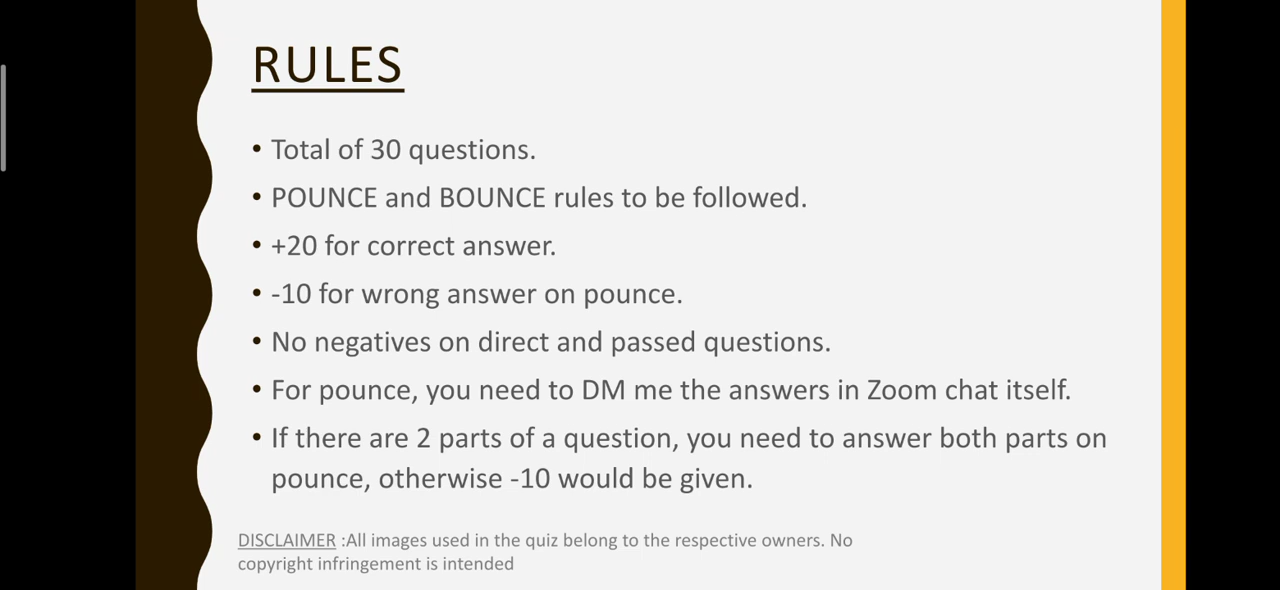 RULES
• Total of 30 questions.
• POUNCE and BOUNCE rules to be followed.
• +20 for correct answer.
• -10 for wrong answer on pounce.
• No negatives on direct and passed questions.
• For pounce, you need to DM me the answers in Zoom chat itself.
• If there are 2 parts of a question, you need to answer both parts on
pounce, otherwise -10 would be given.
DISCLAIMER :All images used in the quiz belong to the respective owners. No
copyright infringement is intended